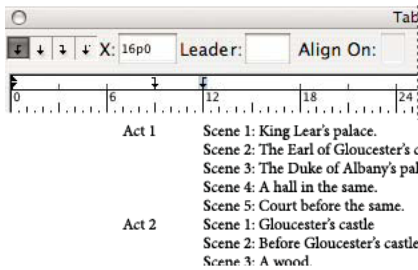 Tab
X: 16p0 Leader: Align On:
0 6 12 18 24
Act 1 Scene 1: King Lear's palace.
Scene 2: The Earl of Gloucester's
Scene 3: The Duke of Albany's pal
Scene 4: A hall in the same.
Scene 5: Court before the same.
Act 2 Scene 1: Gloucester's castle
Scene 2: Before Gloucester's castle
Scene 3: A wood.